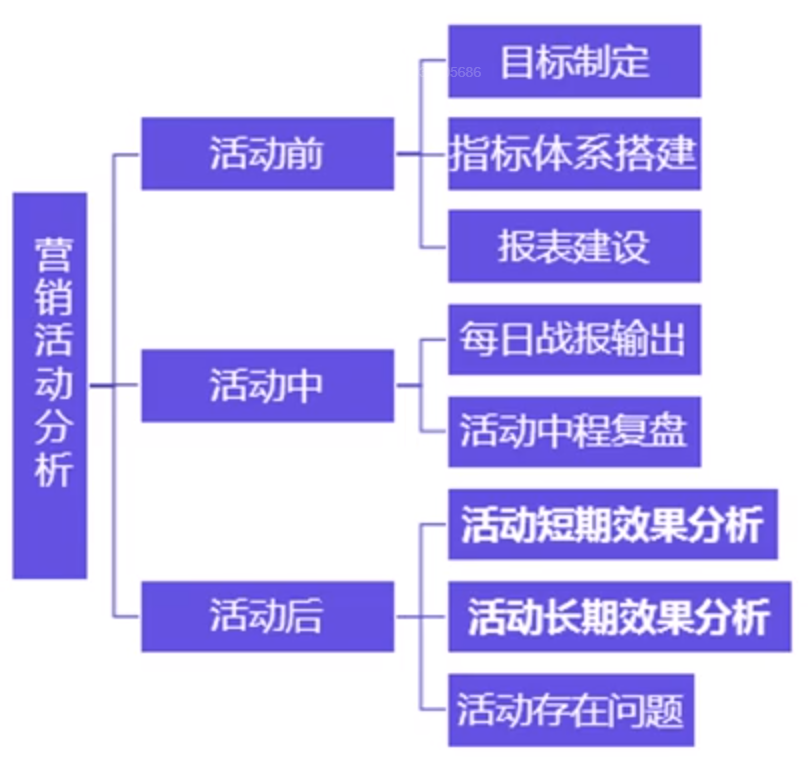 营销活动分析
活动前
目标制定
指标体系搭建
报表建设
活动中
每日战报输出
活动中程复盘
活动后
活动短期效果分析
活动长期效果分析
活动存在问题